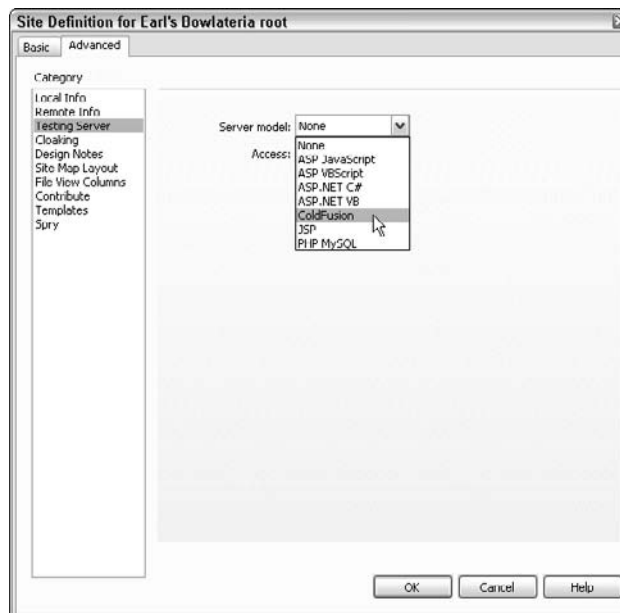 Site Definition for Earl's Bowlateria root
Basic
Advanced
Category
Local Info
Remote Info
Testing Server
Cloaking
Design Notes
Site Map Layout
File View Columns
Contribute
Templates
Spry
Server model: None
Access:
None
ASP JavaScript
ASP VBScript
ASP.NET C#
ASP.NET VB
ColdFusion
JSP
PHP MySQL
OK
Cancel
Help